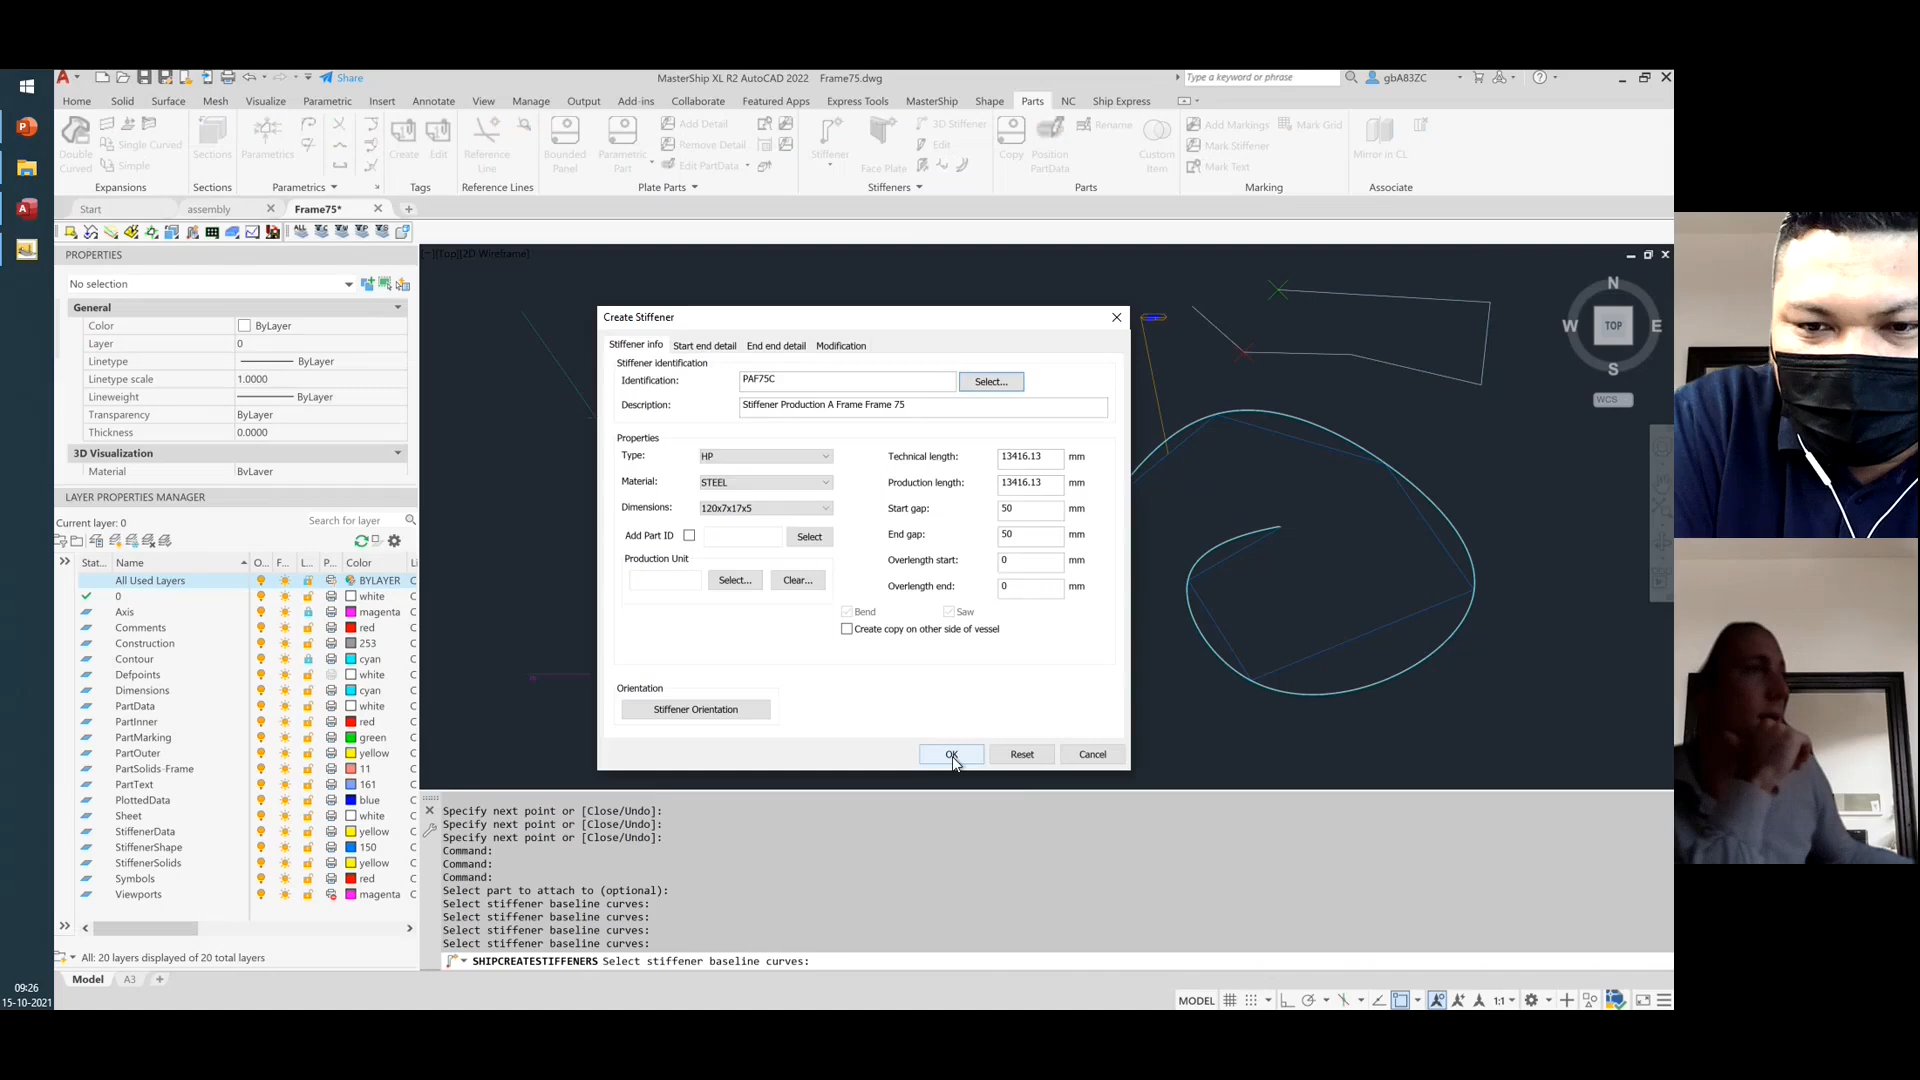 Share
MasterShip XL R2 AutoCAD 2022 Frame75.dwg
Type a keyword or phrase
gbA83ZC
Home Solid Surface Mesh Visualize Parametric Insert Annotate View Manage Output Add-ins Collaborate Featured Apps Express Tools MasterShip Shape Parts NC Ship Express
Double Curved
Single Curved
Simple
Sections
Parametrics
Create
Edit
Reference Line
Bounded Panel
Parametric Part
Add Detail
Remove Detail
Edit PartData
Stiffener
Face Plate
3D Stiffener
Edit
Copy
Position PartData
Rename
Custom Item
Add Markings
Mark Grid
Mark Stiffener
Mark Text
Mirror in CL
Expansions Sections Parametrics Tags Reference Lines Plate Parts Stiffeners Parts Marking Associate
Start assembly Frame75*
ALL
PROPERTIES
No selection
General
Color ByLayer
Layer 0
Linetype ByLayer
Linetype scale 1.0000
Lineweight ByLayer
Transparency ByLayer
Thickness 0.0000
3D Visualization
Material ByLayer
LAYER PROPERTIES MANAGER
Current layer: 0
Search for layer
Stat... Name O... F... L... P... Color Li
All Used Layers BYLAYER C
0 white C
Axis magenta C
Comments red C
Construction 253 C
Contour cyan C
Defpoints white C
Dimensions cyan C
PartData white C
PartInner red C
PartMarking green C
PartOuter yellow C
PartSolids-Frame 11 C
PartText 161 C
PlottedData blue C
Sheet white C
StiffenerData yellow C
StiffenerShape 150 C
StiffenerSolids yellow C
Symbols red C
Viewports magenta C
All: 20 layers displayed of 20 total layers
Model A3
[−][Top][2D Wireframe]
N
W TOP E
S
WCS
Create Stiffener
Stiffener info Start end detail End end detail Modification
Stiffener identification
Identification: PAF75C Select...
Description: Stiffener Production A Frame Frame 75
Properties
Type: HP
Material: STEEL
Dimensions: 120x7x17x5
Add Part ID Select
Production Unit
Select... Clear...
Technical length: 13416.13 mm
Production length: 13416.13 mm
Start gap: 50 mm
End gap: 50 mm
Overlength start: 0 mm
Overlength end: 0 mm
Bend Saw
Create copy on other side of vessel
Orientation
Stiffener Orientation
OK Reset Cancel
Specify next point or [Close/Undo]:
Specify next point or [Close/Undo]:
Specify next point or [Close/Undo]:
Command:
Command:
Command:
Select part to attach to (optional):
Select stiffener baseline curves:
Select stiffener baseline curves:
Select stiffener baseline curves:
Select stiffener baseline curves:
SHIPCREATESTIFFENERS Select stiffener baseline curves:
MODEL
1:1
09:26
15-10-2021